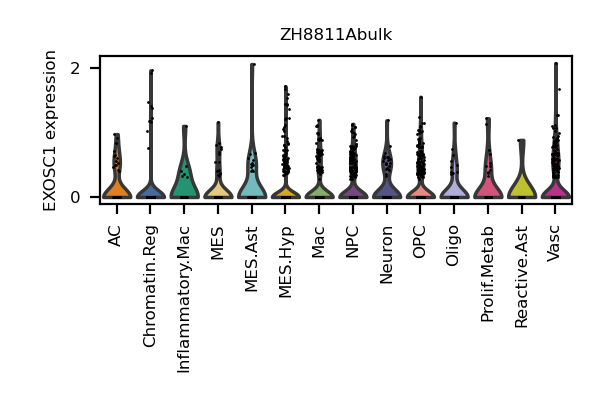 ZH8811Abulk
EXOSC1 expression
2
0
AC
Chromatin.Reg
Inflammatory.Mac
MES
MES.Ast
MES.Hyp
Mac
NPC
Neuron
OPC
Oligo
Prolif.Metab
Reactive.Ast
Vasc